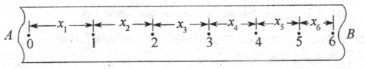 x₁ x₂ x₃ x₄ x₅ x₆
A 0 1 2 3 4 5 6 B